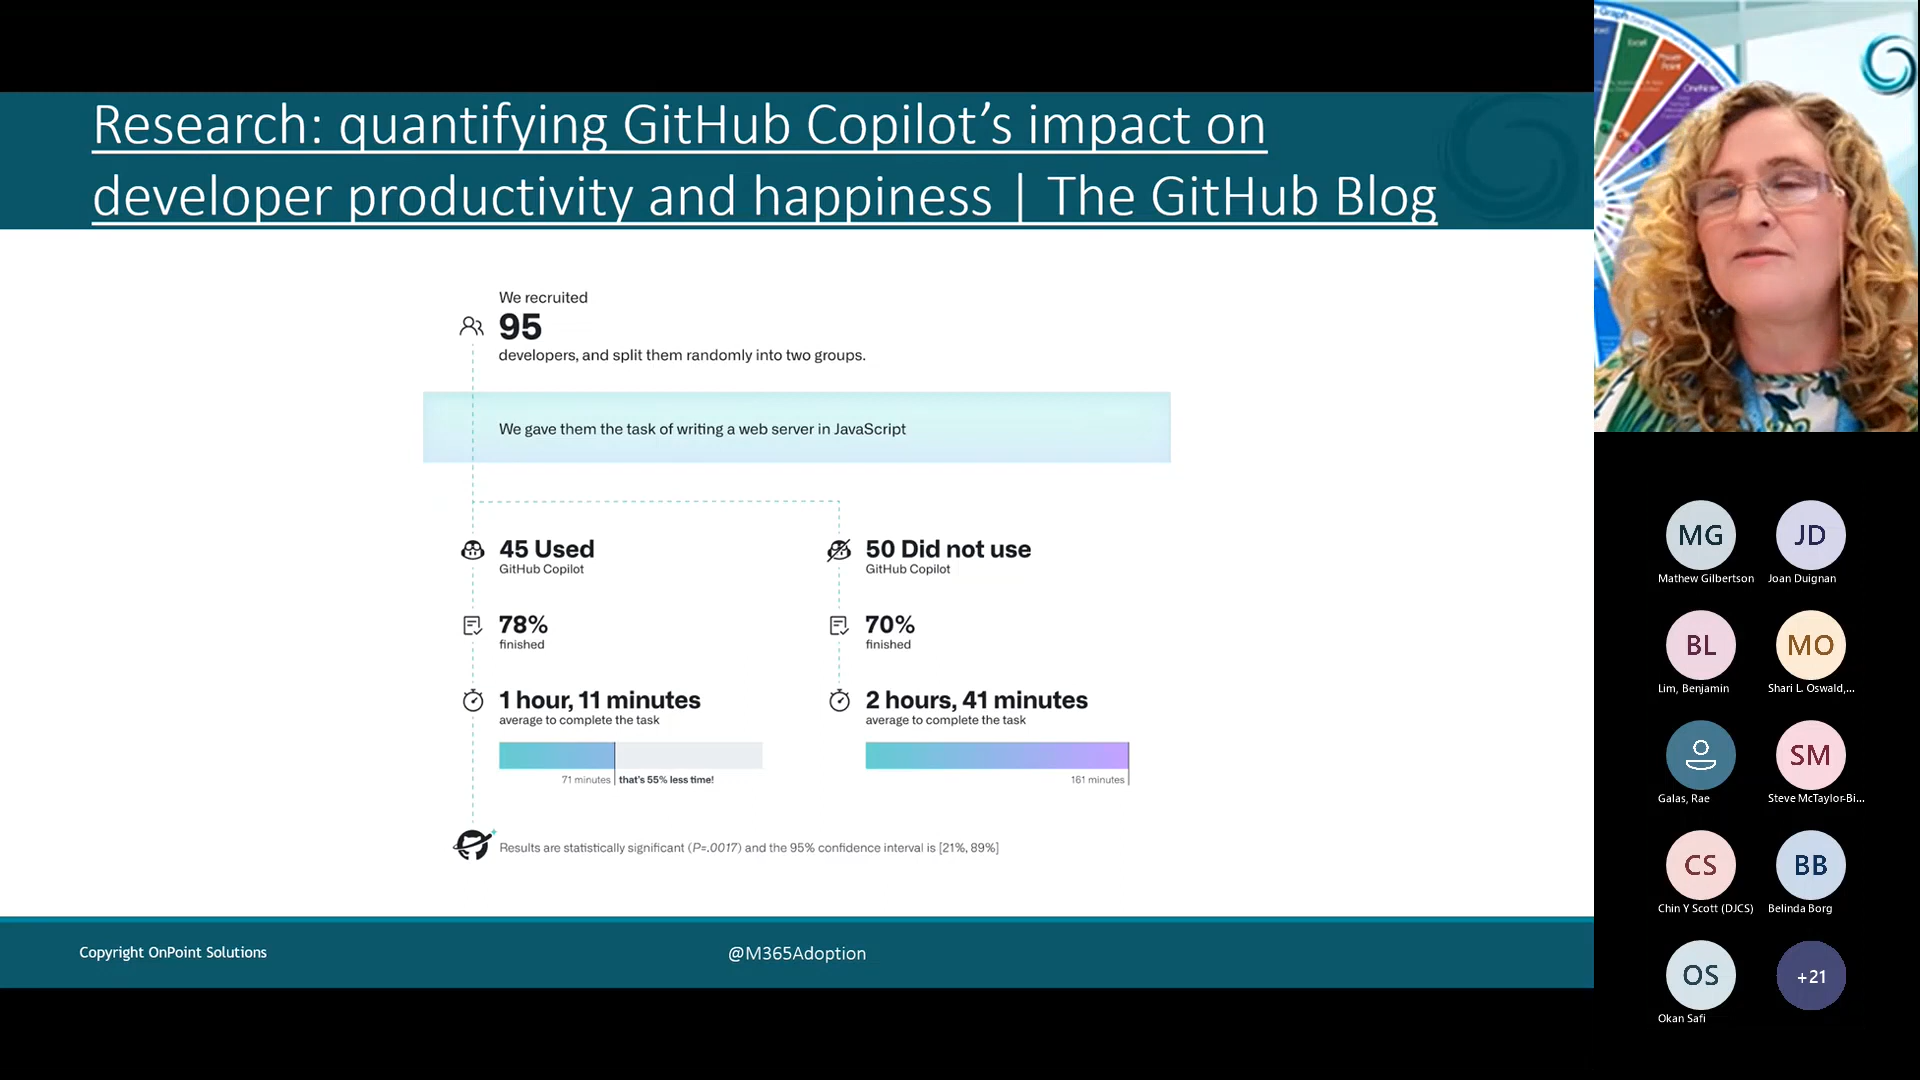 Research: quantifying GitHub Copilot’s impact on
developer productivity and happiness | The GitHub Blog
We recruited
95
developers, and split them randomly into two groups.
We gave them the task of writing a web server in JavaScript
45 Used
GitHub Copilot
50 Did not use
GitHub Copilot
78%
finished
70%
finished
1 hour, 11 minutes
average to complete the task
2 hours, 41 minutes
average to complete the task
71 minutes
that’s 55% less time!
161 minutes
Results are statistically significant (P=.0017) and the 95% confidence interval is [21%, 89%]
Copyright OnPoint Solutions
@M365Adoption
Graph
Excel
Power
Point
OneNote
MG
Mathew Gilbertson
JD
Joan Duignan
BL
Lim, Benjamin
MO
Shari L. Oswald,...
Galas, Rae
SM
Steve McTaylor-Bi...
CS
Chin Y Scott (DJCS)
BB
Belinda Borg
OS
Okan Safi
+21